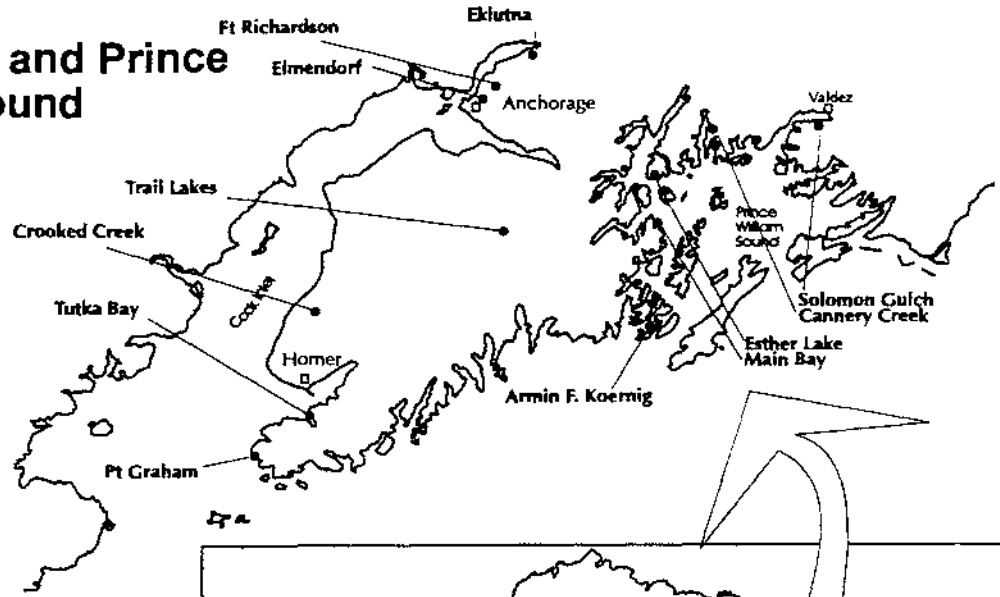 and Prince
ound
Ft Richardson
Eklutna
Elmendorf
Anchorage
Valdez
Trail Lakes
Crooked Creek
Prince
William
Sound
Cook Inlet
Tutka Bay
Solomon Gulch
Cannery Creek
Homer
Esther Lake
Main Bay
Armin F. Koernig
Pt Graham